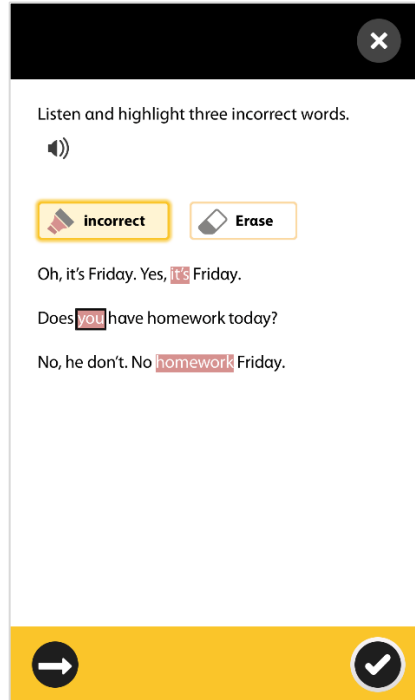 Listen and highlight three incorrect words.
incorrect
Erase
Oh, it's Friday. Yes, it's Friday.
Does you have homework today?
No, he don't. No homework Friday.